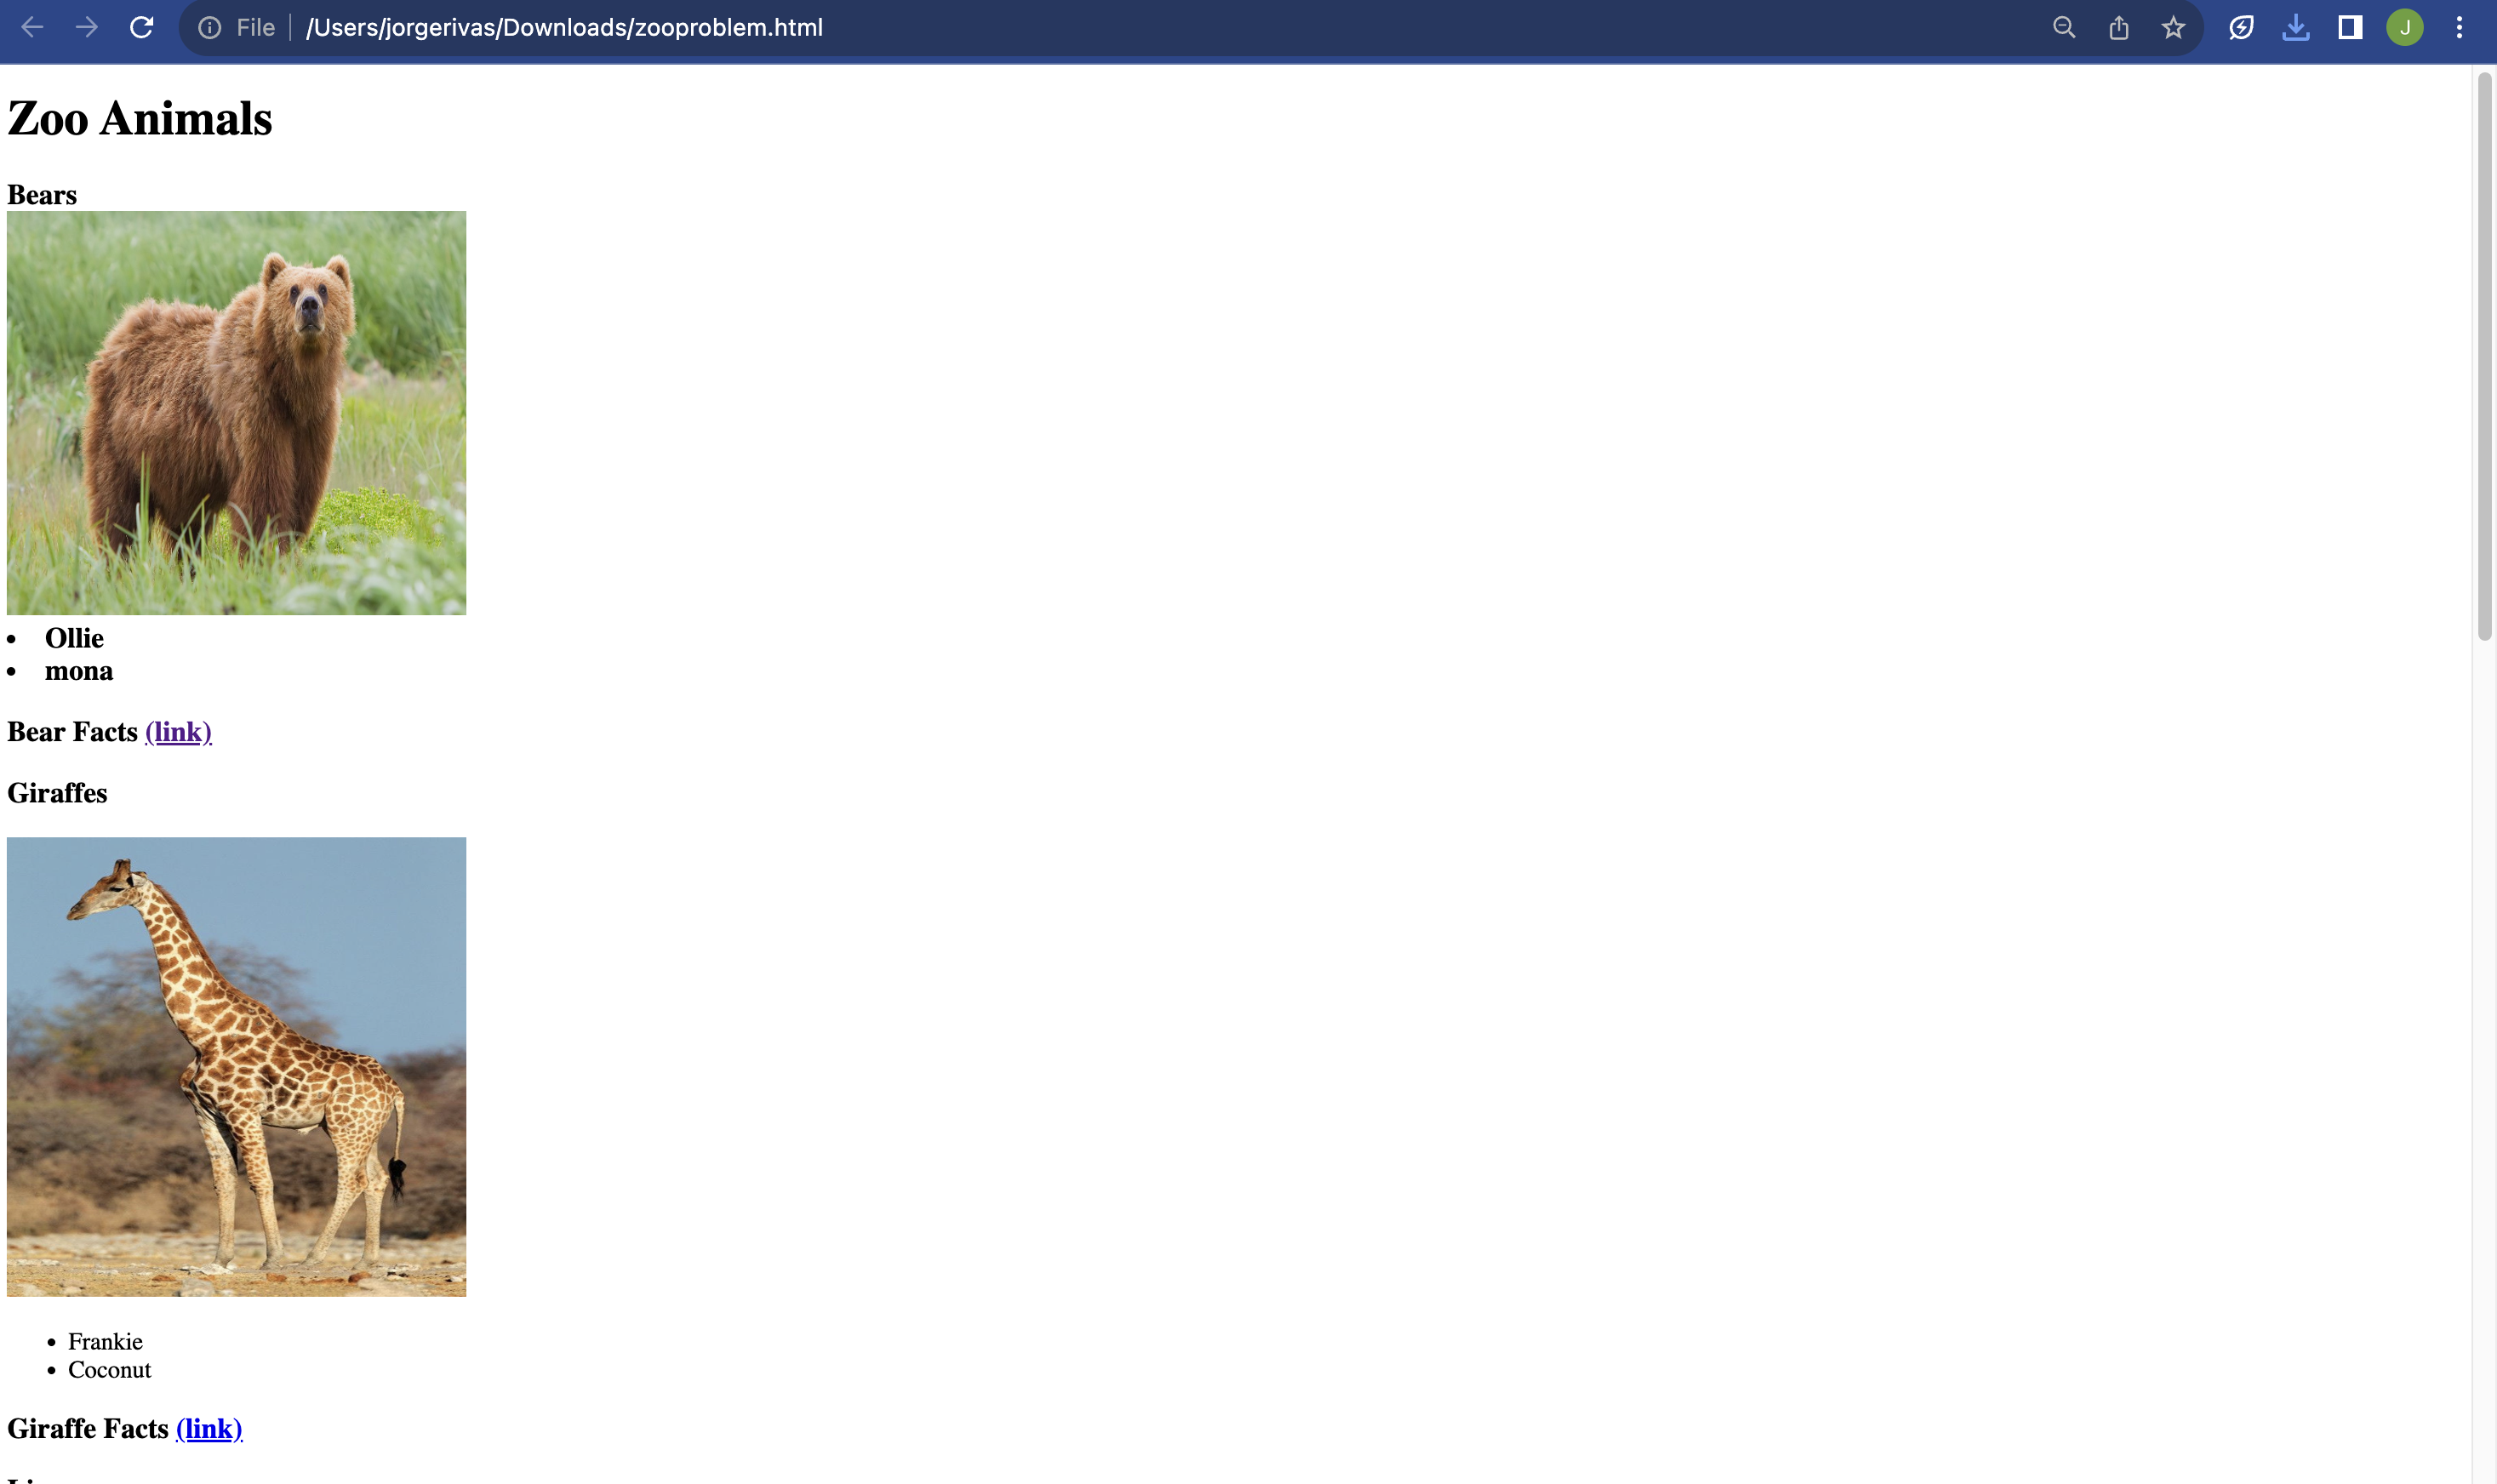 File /Users/jorgerivas/Downloads/zooproblem.html
J
Zoo Animals
Bears
• Ollie
• mona
Bear Facts (link)
Giraffes
• Frankie
• Coconut
Giraffe Facts (link)